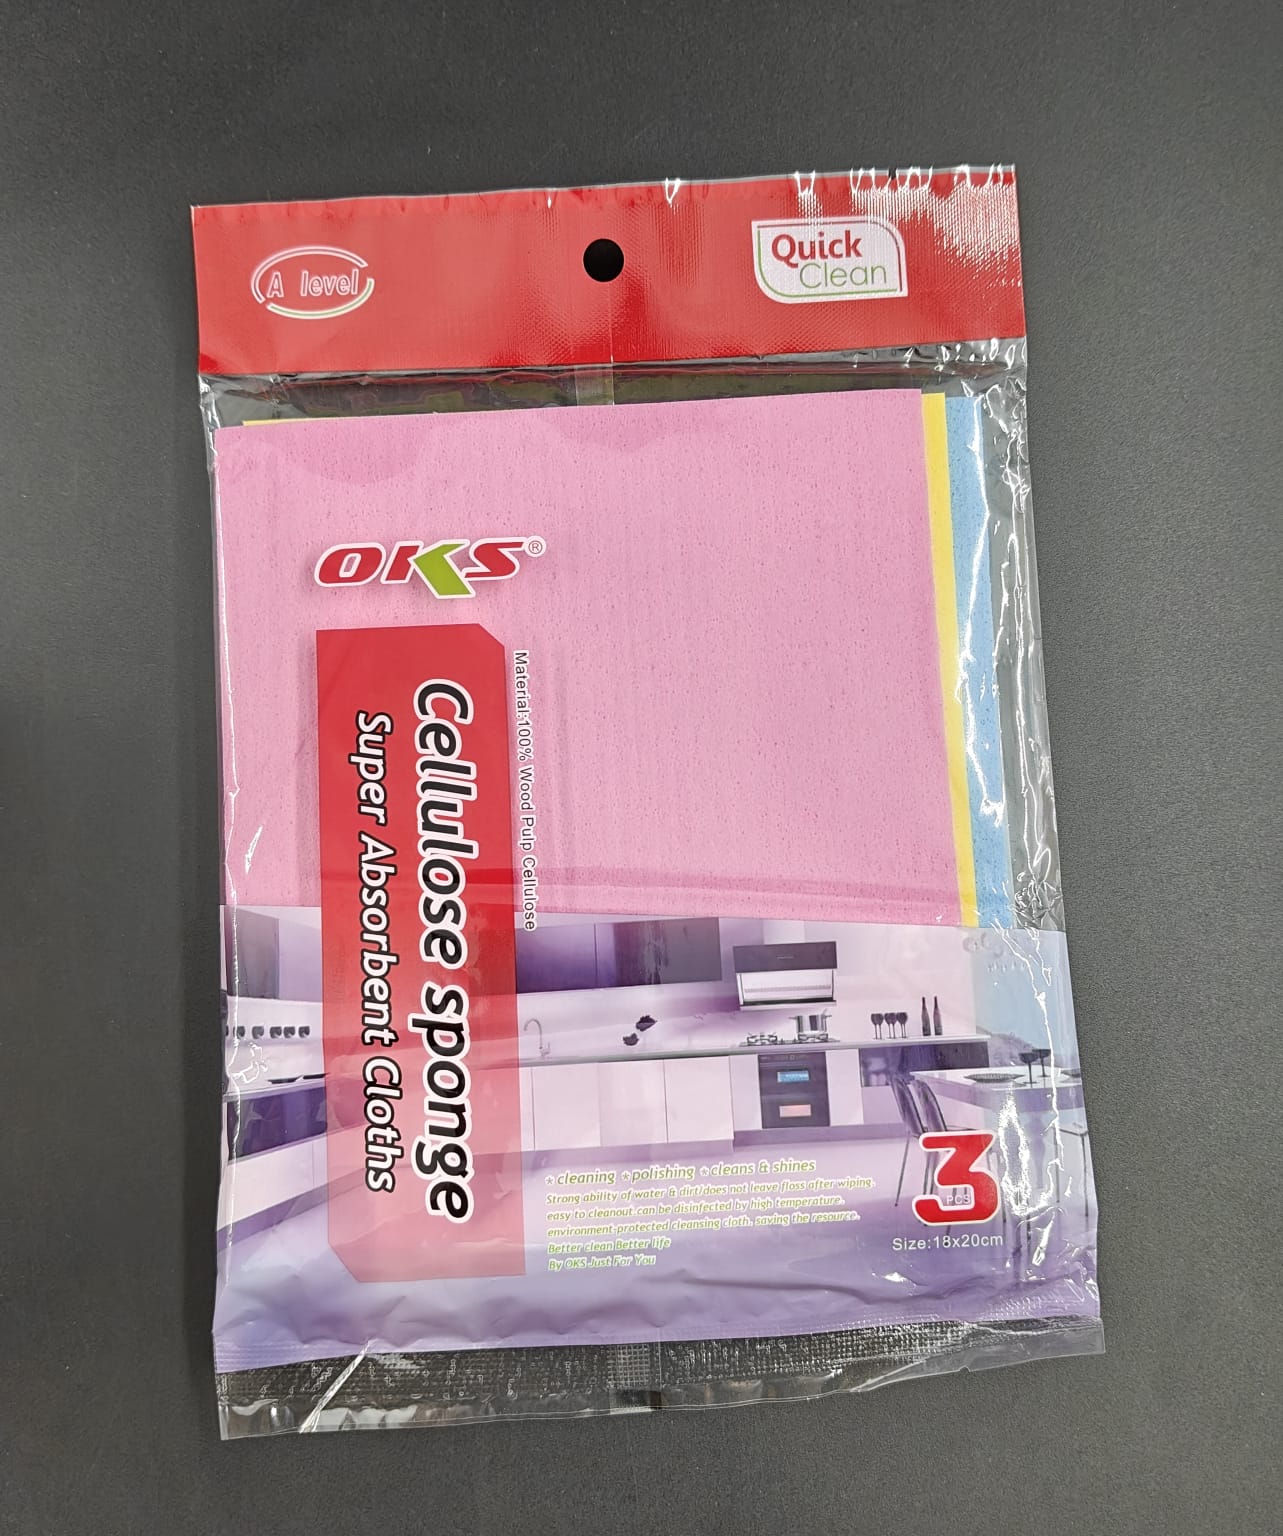 A level
Quick
Clean
OKS®
Material:100% Wood Pulp Cellulose
Cellulose sponge
Super Absorbent Cloths
*cleaning *polishing *cleans & shines
Strong ability of water & dirt/does not leave floss after wiping.
easy to cleanout.can be disinfected by high temperature.
environment-protected cleansing cloth, saving the resource.
Better clean Better life
By OKS Just For You
3
PCS
Size:18x20cm